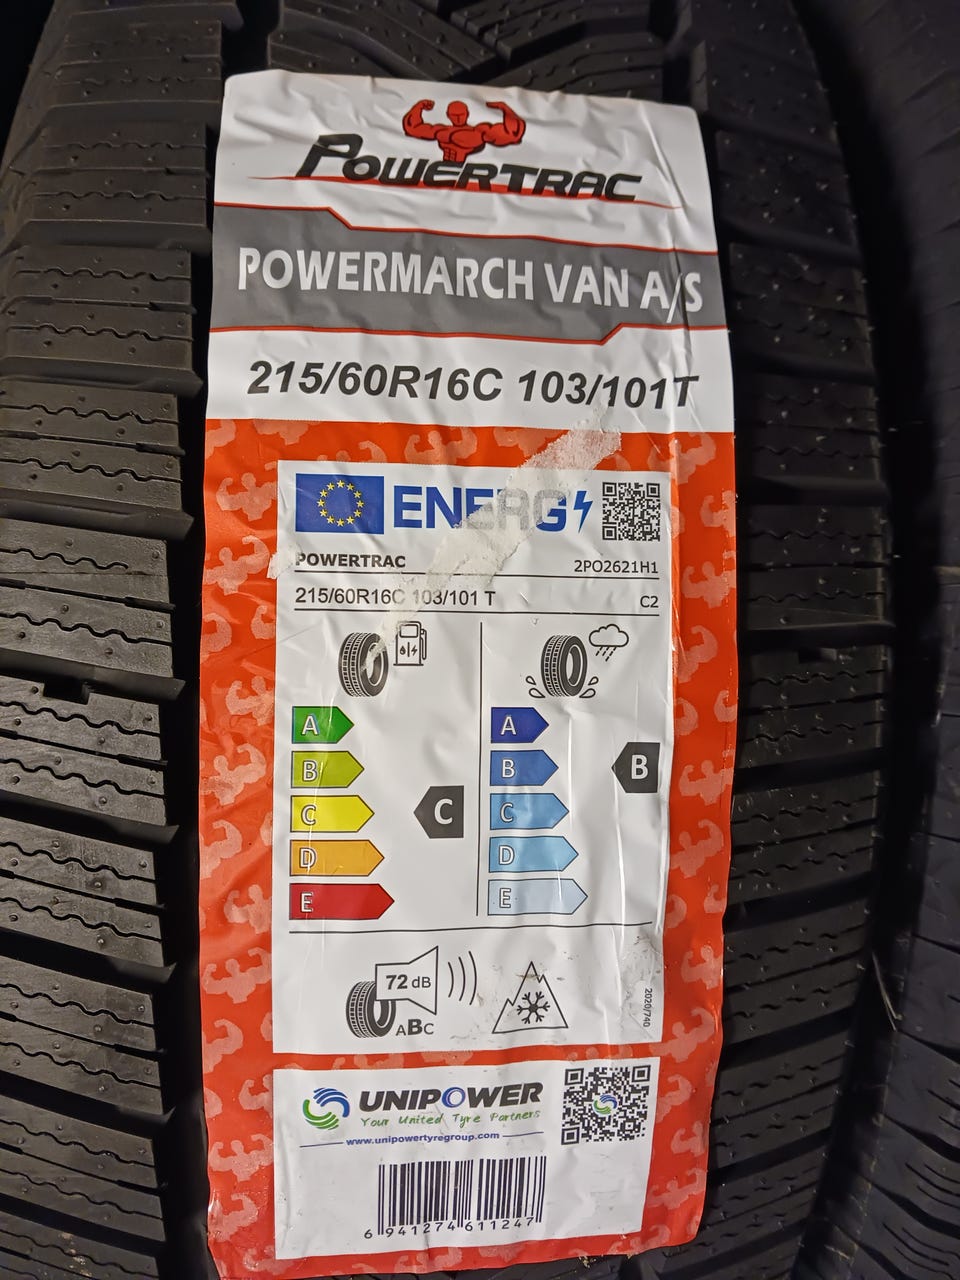 POWERTRAC
POWERMARCH VAN A/S
215/60R16C 103/101T
ENERG
POWERTRAC 2PO2621H1
215/60R16C 103/101 T C2
A A
B B B
C C C
D D
E E
72 dB
ABC
2020/740
UNIPOWER
Your United Tyre Partners
www.unipowertyregroup.com
6 941274 611247